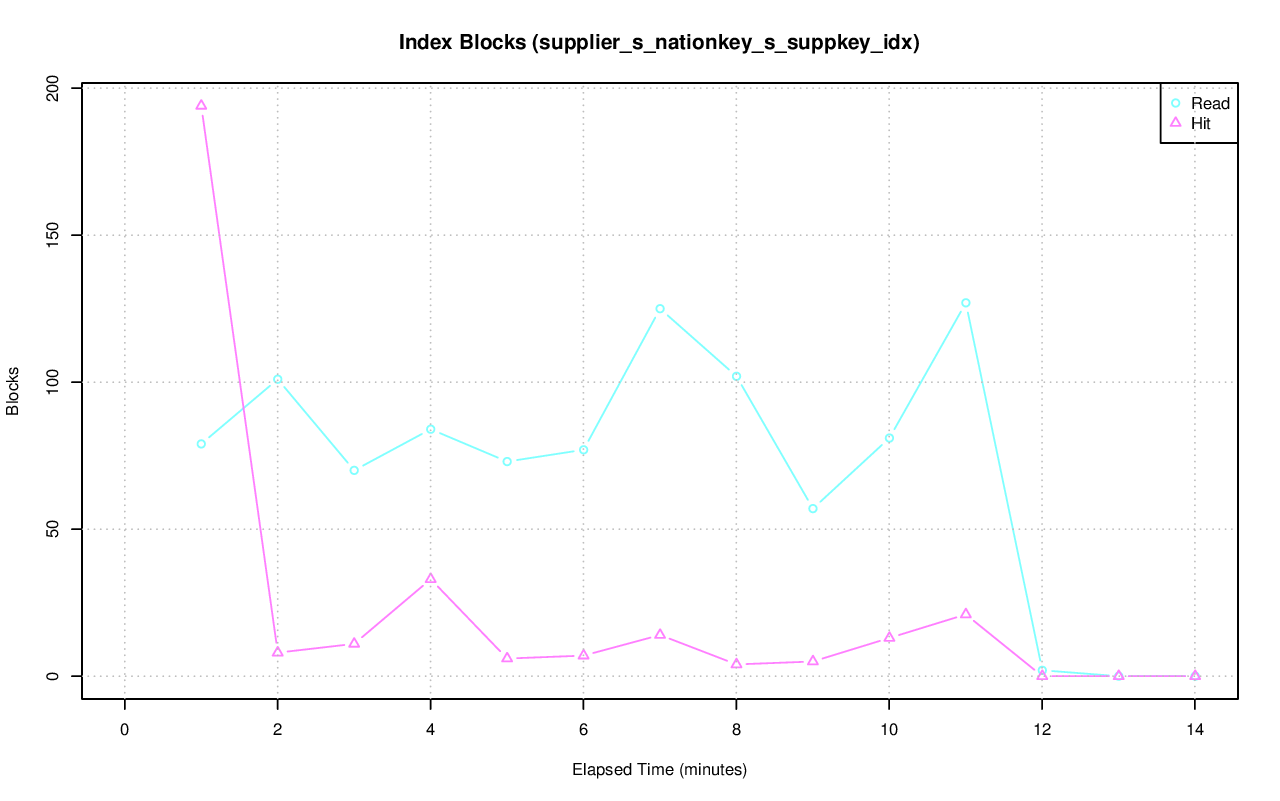 Index Blocks (supplier_s_nationkey_s_suppkey_idx)
Read
Hit
Blocks
200
150
100
50
0
0 2 4 6 8 10 12 14
Elapsed Time (minutes)